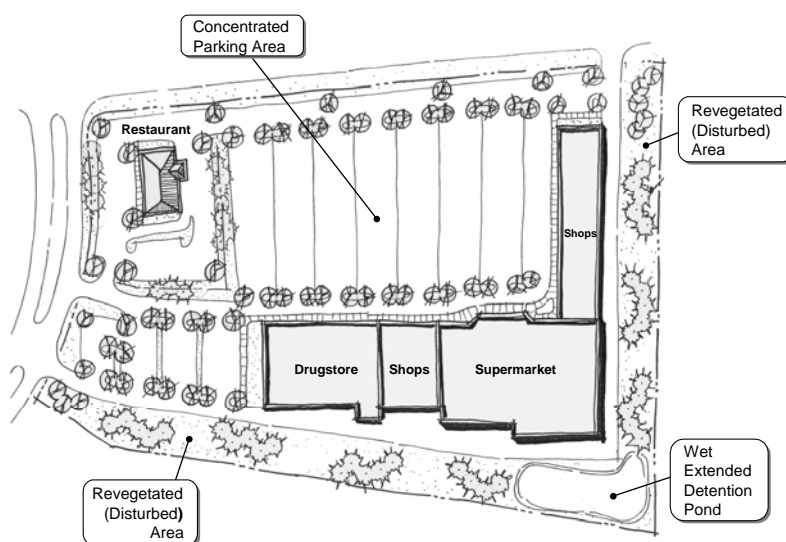 Concentrated
Parking Area
Restaurant
Revegetated
(Disturbed)
Area
Shops
Drugstore
Shops
Supermarket
Revegetated
(Disturbed)
Area
Wet
Extended
Detention
Pond